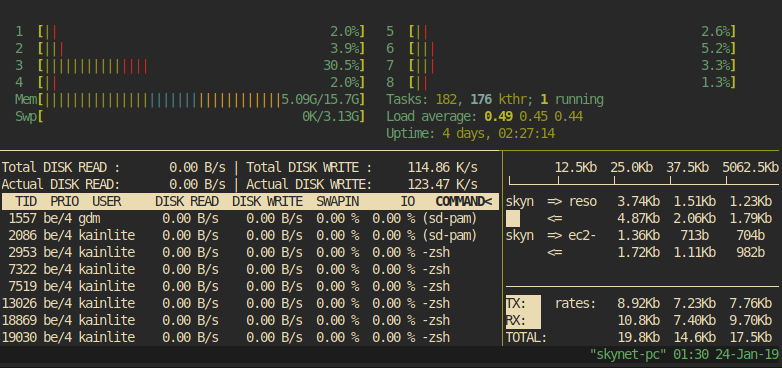 1 [|| 2.0%] 5 [|| 2.6%]
2 [||| 3.9%] 6 [||| 5.2%]
3 [||||||||||||||| 30.5%] 7 [||| 3.3%]
4 [|| 2.0%] 8 [|| 1.3%]
Mem[||||||||||||||||||||||||||||||||||5.09G/15.7G] Tasks: 182, 176 kthr; 1 running
Swp[ 0K/3.13G] Load average: 0.49 0.45 0.44
Uptime: 4 days, 02:27:14
Total DISK READ : 0.00 B/s | Total DISK WRITE : 114.86 K/s
Actual DISK READ: 0.00 B/s | Actual DISK WRITE: 123.47 K/s
TID PRIO USER DISK READ DISK WRITE SWAPIN IO COMMAND<
1557 be/4 gdm 0.00 B/s 0.00 B/s 0.00 % 0.00 % (sd-pam)
2086 be/4 kainlite 0.00 B/s 0.00 B/s 0.00 % 0.00 % (sd-pam)
2953 be/4 kainlite 0.00 B/s 0.00 B/s 0.00 % 0.00 % -zsh
7322 be/4 kainlite 0.00 B/s 0.00 B/s 0.00 % 0.00 % -zsh
7519 be/4 kainlite 0.00 B/s 0.00 B/s 0.00 % 0.00 % -zsh
13026 be/4 kainlite 0.00 B/s 0.00 B/s 0.00 % 0.00 % -zsh
18869 be/4 kainlite 0.00 B/s 0.00 B/s 0.00 % 0.00 % -zsh
19030 be/4 kainlite 0.00 B/s 0.00 B/s 0.00 % 0.00 % -zsh
12.5Kb 25.0Kb 37.5Kb 5062.5Kb
skyn => reso 3.74Kb 1.51Kb 1.23Kb
<= 4.87Kb 2.06Kb 1.79Kb
skyn => ec2- 1.36Kb 713b 704b
<= 1.72Kb 1.11Kb 982b
TX: rates: 8.92Kb 7.23Kb 7.76Kb
RX: 10.8Kb 7.40Kb 9.70Kb
TOTAL: 19.8Kb 14.6Kb 17.5Kb
"skynet-pc" 01:30 24-Jan-19